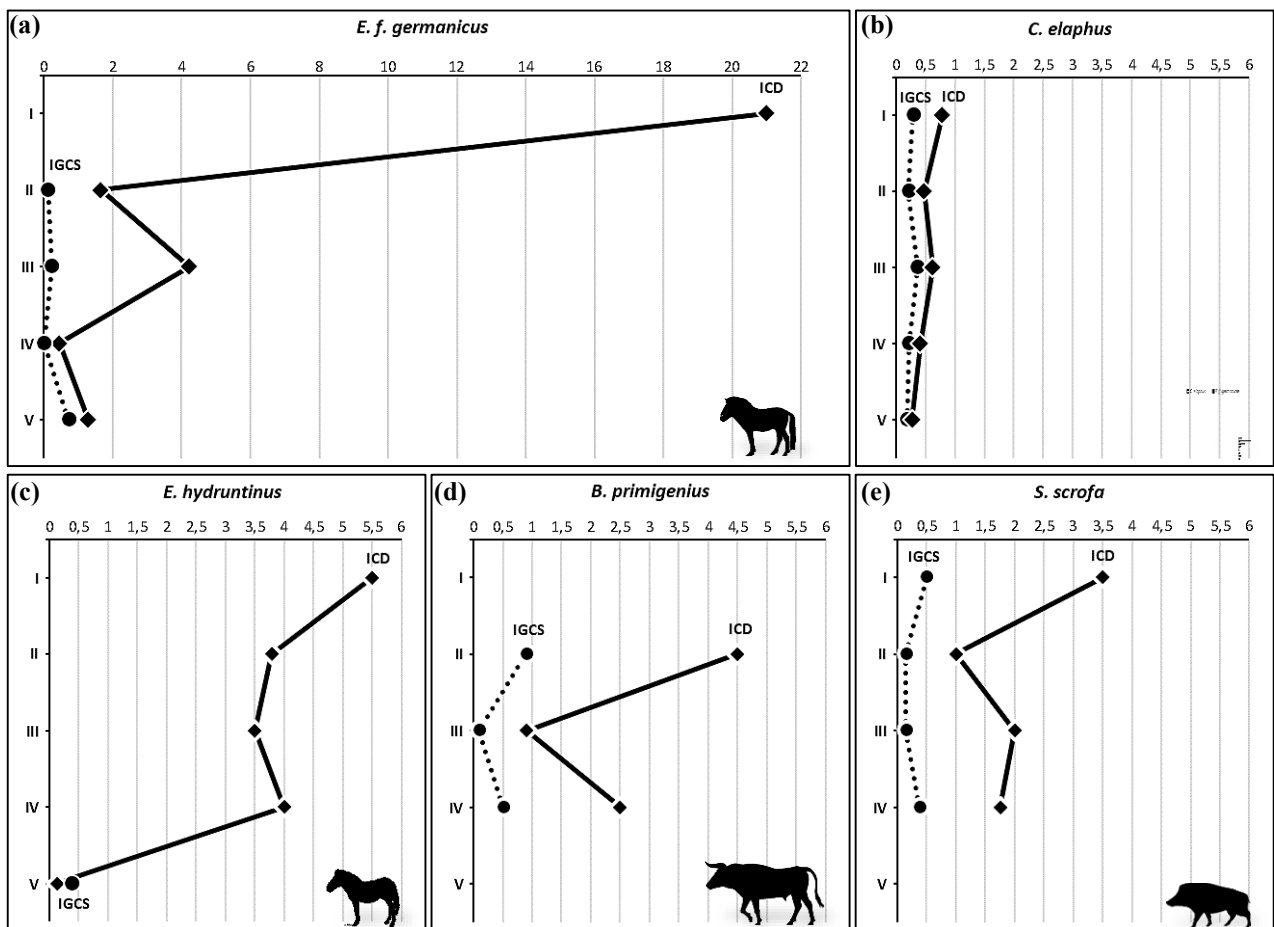 (a)
E. f. germanicus
0 2 4 6 8 10 12 14 16 18 20 22
ICD
I
IGCS
II
III
IV
V
(b)
C. elaphus
0 0,5 1 1,5 2 2,5 3 3,5 4 4,5 5 5,5 6
IGCS ICD
I
II
III
IV
V
(c)
E. hydruntinus
0 0,5 1 1,5 2 2,5 3 3,5 4 4,5 5 5,5 6
ICD
I
II
III
IV
V
IGCS
(d)
B. primigenius
0 0,5 1 1,5 2 2,5 3 3,5 4 4,5 5 5,5 6
I
IGCS ICD
II
III
IV
V
(e)
S. scrofa
0 0,5 1 1,5 2 2,5 3 3,5 4 4,5 5 5,5 6
IGCS ICD
I
II
III
IV
V